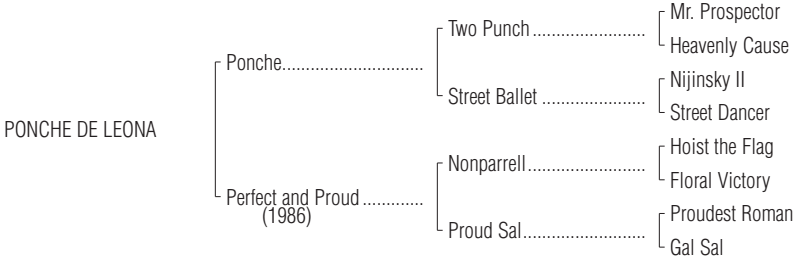 Mr. Prospector
Two Punch........................
Heavenly Cause
Ponche..............................
Nijinsky II
Street Ballet ......................
Street Dancer
PONCHE DE LEONA
Hoist the Flag
Nonparrell.........................
Floral Victory
Perfect and Proud .............
(1986)
Proudest Roman
Proud Sal..........................
Gal Sal